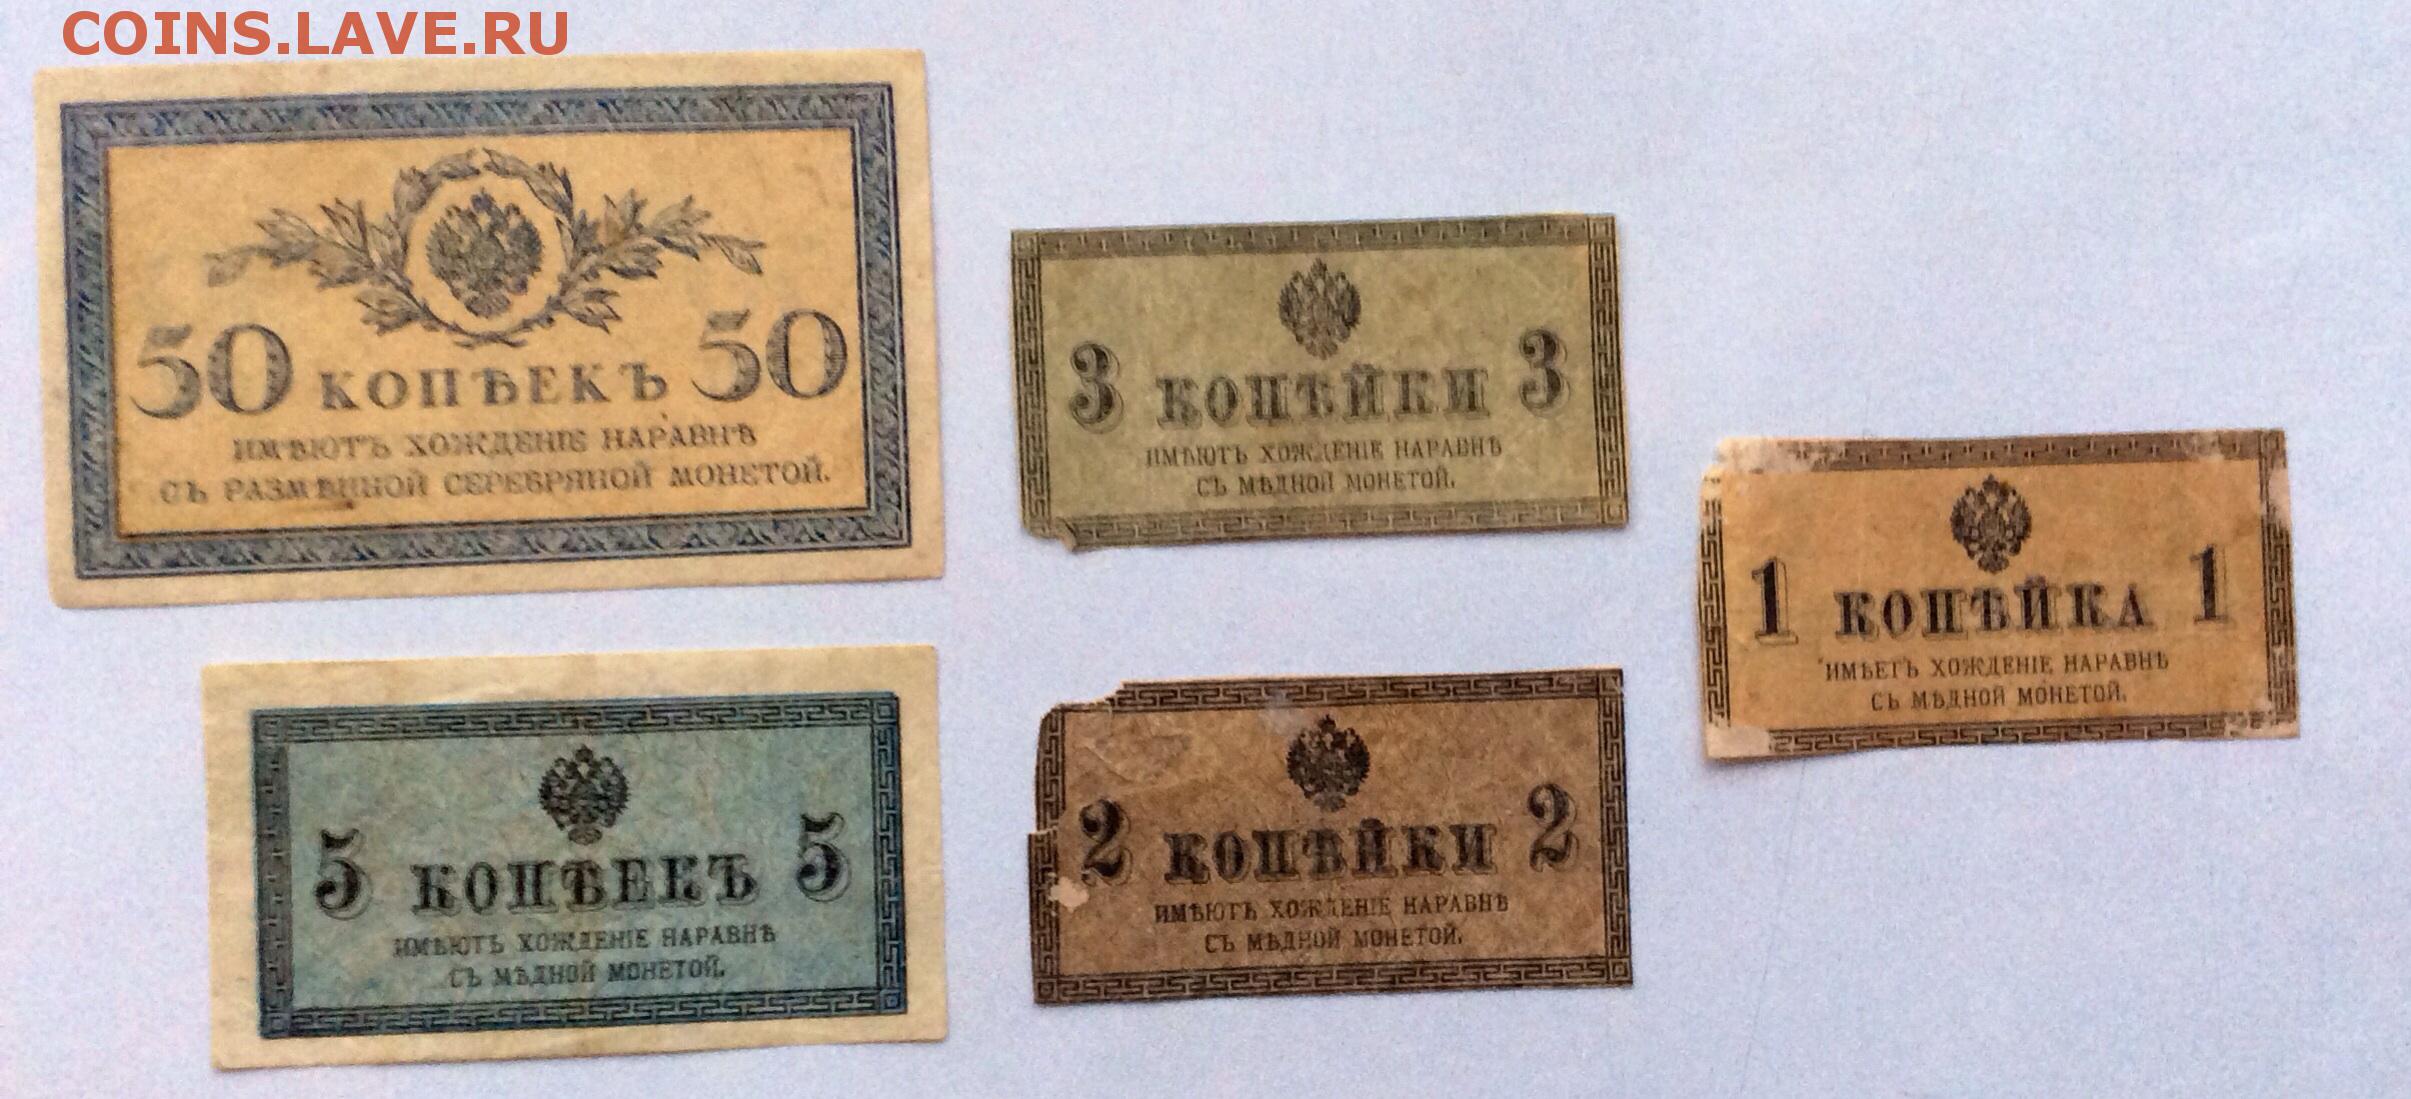 COINS.LAVE.RU
50 КОПѢЕКЪ 50
ИМѢЮТЪ ХОЖДЕНІЕ НАРАВНѢ
СЪ РАЗМѢННОЙ СЕРЕБРЯНОЙ МОНЕТОЙ.
5 КОПѢЕКЪ 5
ИМѢЮТЪ ХОЖДЕНІЕ НАРАВНѢ
СЪ МѢДНОЙ МОНЕТОЙ.
3 КОПѢЙКИ 3
ИМѢЮТЪ ХОЖДЕНІЕ НАРАВНѢ
СЪ МѢДНОЙ МОНЕТОЙ.
2 КОПѢЙКИ 2
ИМѢЮТЪ ХОЖДЕНІЕ НАРАВНѢ
СЪ МѢДНОЙ МОНЕТОЙ.
1 КОПѢЙКА 1
ИМѢЕТЪ ХОЖДЕНІЕ НАРАВНѢ
СЪ МѢДНОЙ МОНЕТОЙ.